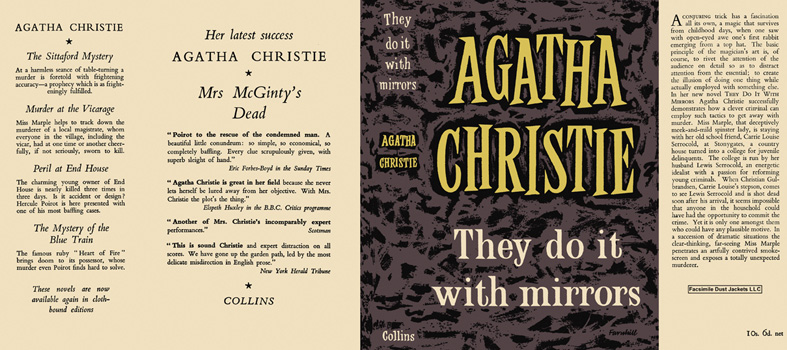 AGATHA CHRISTIE
★
The Sittaford Mystery
At a harmless seance of table-turning a
murder is foretold with frightening
accuracy—a prophecy which is as fright-
eningly fulfilled.
Murder at the Vicarage
Miss Marple helps to track down the
murderer of a local magistrate, whom
everyone in the village, including the
vicar, had at one time or another cheer-
fully, if not seriously, sworn to kill.
Peril at End House
The charming young owner of End
House is nearly killed three times in
three days. Is it accident or design?
Hercule Poirot is here presented with
one of his most baffling cases.
The Mystery of the
Blue Train
The famous ruby "Heart of Fire"
brings doom to its possessor, whose
murder even Poirot finds hard to solve.
These novels are now
available again in cloth-
bound editions
Her latest success
AGATHA CHRISTIE
★
Mrs McGinty's
Dead
"Poirot to the rescue of the condemned man. A
beautiful little conundrum: so simple, so economical, so
completely baffling. Every clue scrupulously given, with
superb sleight of hand."
Eric Forbes-Boyd in the Sunday Times
"Agatha Christie is great in her field because she never
lets herself be lured away from her objective. With Mrs.
Christie the plot's the thing."
Elspeth Huxley in the B.B.C. Critics programme
"Another of Mrs. Christie's incomparably expert
performances."
Scotsman
"This is sound Christie and expert distraction on all
scores. We have gone up the garden path, led by the most
delicate misdirection in English prose."
New York Herald Tribune
★
COLLINS
They
do it
with
mirrors
AGATHA
CHRISTIE
Collins
AGATHA
CHRISTIE
They do it
with mirrors
A CONJURING trick has a fascination
all its own, a magic that survives
from childhood days, when one saw
with open-eyed awe one's first rabbit
emerging from a top hat. The basic
principle of the magician's art is, of
course, to rivet the attention of the
audience on detail so as to distract
attention from the essential; to create
the illusion of doing one thing while
actually employed with something else.
In her new novel THEY DO IT WITH
MIRRORS Agatha Christie successfully
demonstrates how a clever criminal can
employ such tactics to get away with
murder. Miss Marple, that deceptively
meek-and-mild spinster lady, is staying
with her old school friend, Carrie Louise
Serrocold, at Stonygates, a country
house turned into a college for juvenile
delinquents. The college is run by her
husband Lewis Serrocold, an energetic
idealist with a passion for reforming
young criminals. When Christian Gul-
brandsen, Carrie Louise's stepson, comes
to see Lewis Serrocold and is shot dead
soon after his arrival, it seems impossible
that anyone in the household could
have had the opportunity to commit the
crime. Yet it is only one amongst them
who could have any plausible motive. In
a succession of dramatic situations the
clear-thinking, far-seeing Miss Marple
penetrates an artfully contrived smoke-
screen and exposes a totally unexpected
murderer.
Facsimile Dust Jackets LLC
10s. 6d. net